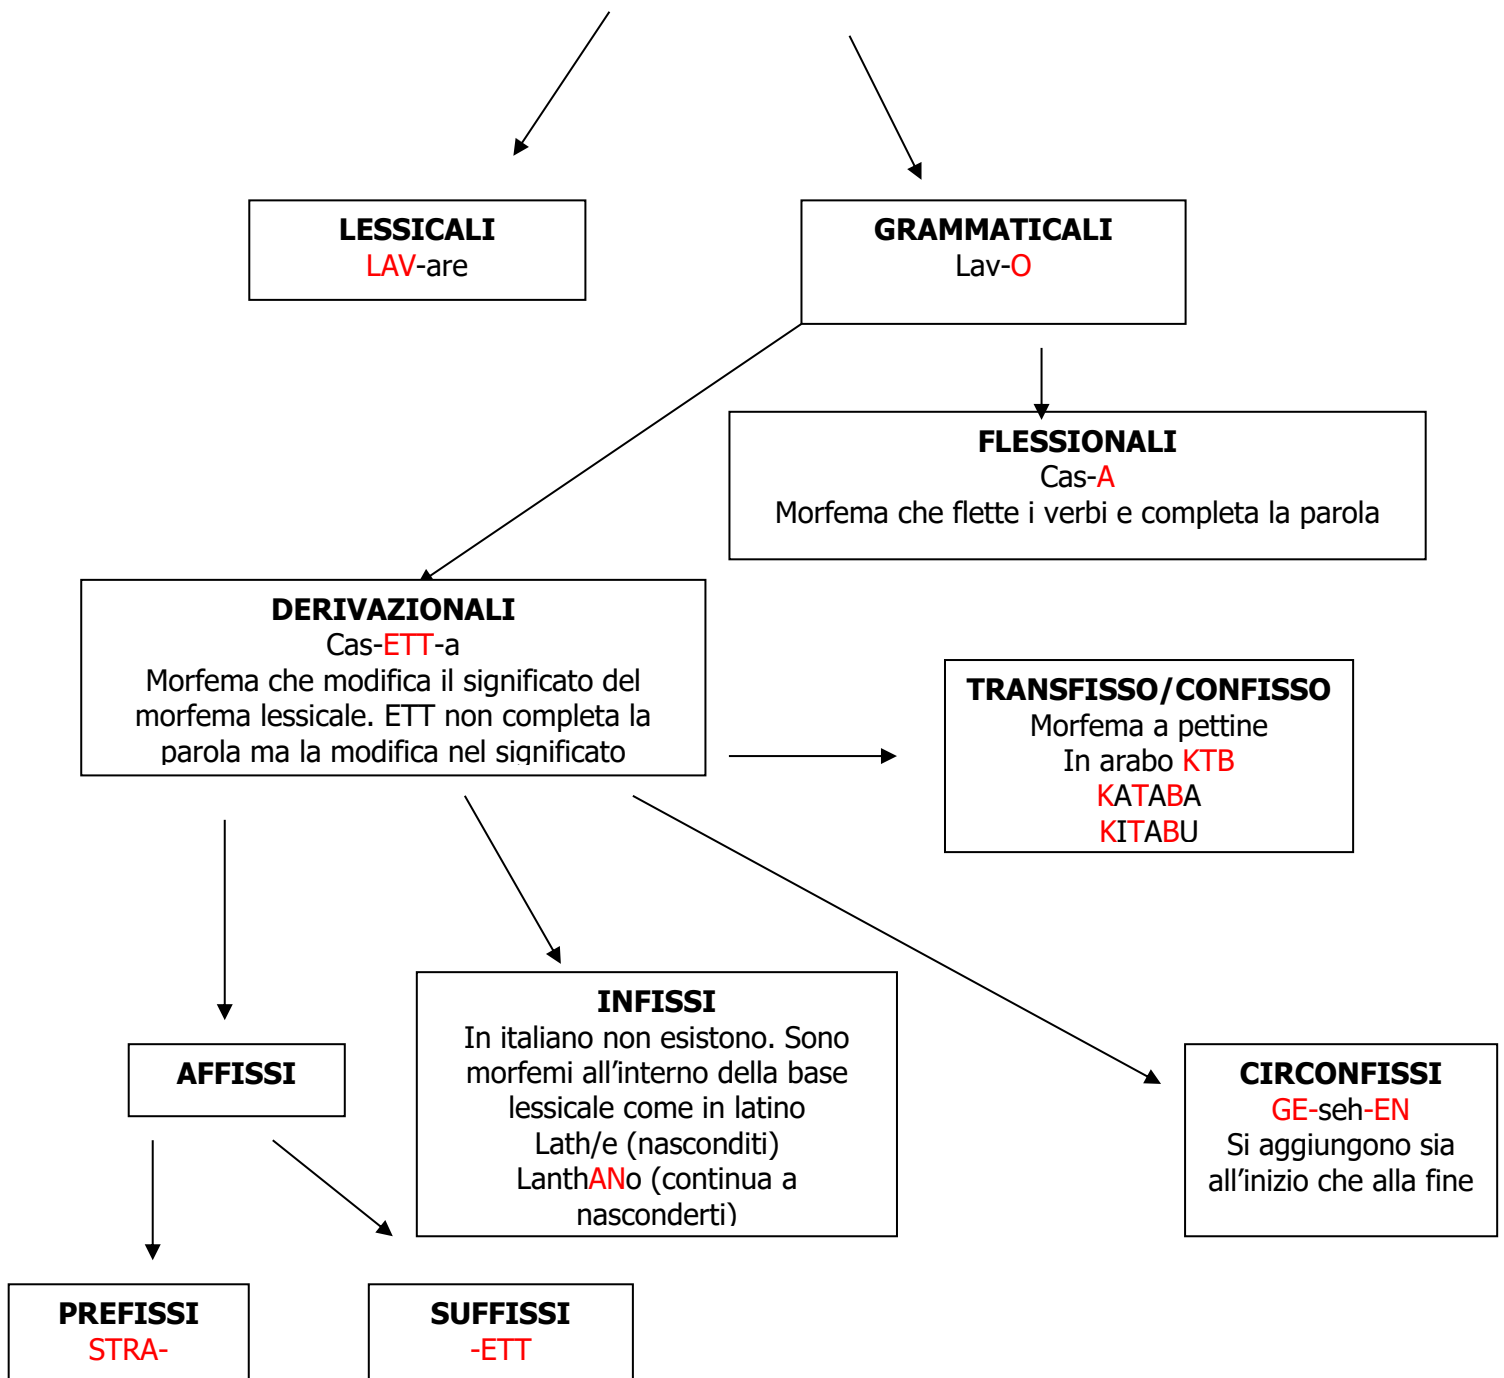 LESSICALI
LAV-are
GRAMMATICALI
Lav-O
FLESSIONALI
Cas-A
Morfema che flette i verbi e completa la parola
DERIVAZIONALI
Cas-ETT-a
Morfema che modifica il significato del
morfema lessicale. ETT non completa la
parola ma la modifica nel significato
TRANSFISSO/CONFISSO
Morfema a pettine
In arabo KTB
KATABA
KITABU
INFISSI
In italiano non esistono. Sono
morfemi all’interno della base
lessicale come in latino
Lath/e (nasconditi)
LanthANo (continua a
nasconderti)
AFFISSI
CIRCONFISSI
GE-seh-EN
Si aggiungono sia
all’inizio che alla fine
PREFISSI
STRA-
SUFFISSI
-ETT